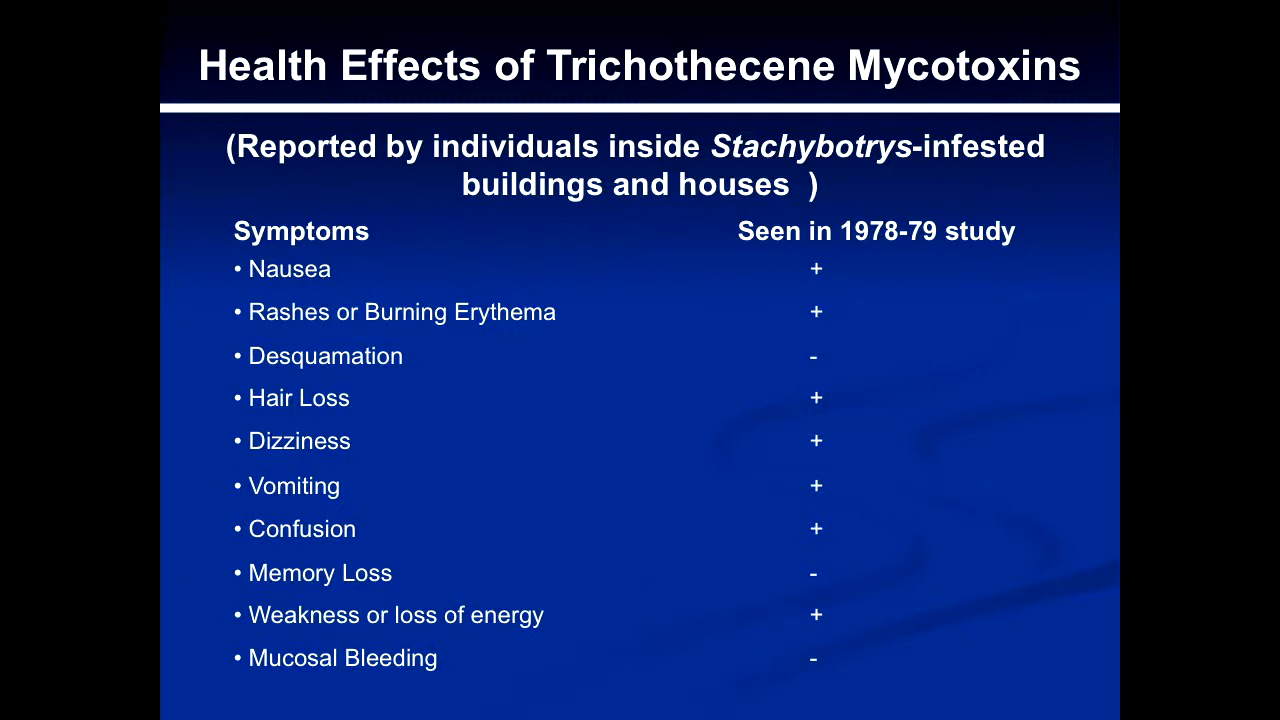 Health Effects of Trichothecene Mycotoxins
(Reported by individuals inside Stachybotrys-infested
buildings and houses )
Symptoms Seen in 1978-79 study
• Nausea +
• Rashes or Burning Erythema +
• Desquamation -
• Hair Loss +
• Dizziness +
• Vomiting +
• Confusion +
• Memory Loss -
• Weakness or loss of energy +
• Mucosal Bleeding -